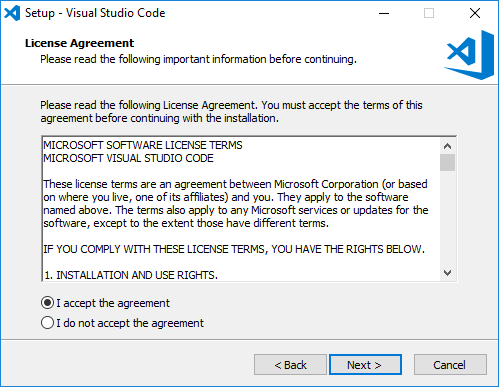 Setup - Visual Studio Code
License Agreement
Please read the following important information before continuing.
Please read the following License Agreement. You must accept the terms of this
agreement before continuing with the installation.
MICROSOFT SOFTWARE LICENSE TERMS
MICROSOFT VISUAL STUDIO CODE
These license terms are an agreement between Microsoft Corporation (or based
on where you live, one of its affiliates) and you. They apply to the software
named above. The terms also apply to any Microsoft services or updates for the
software, except to the extent those have different terms.
IF YOU COMPLY WITH THESE LICENSE TERMS, YOU HAVE THE RIGHTS BELOW.
1. INSTALLATION AND USE RIGHTS.
I accept the agreement
I do not accept the agreement
< Back
Next >
Cancel